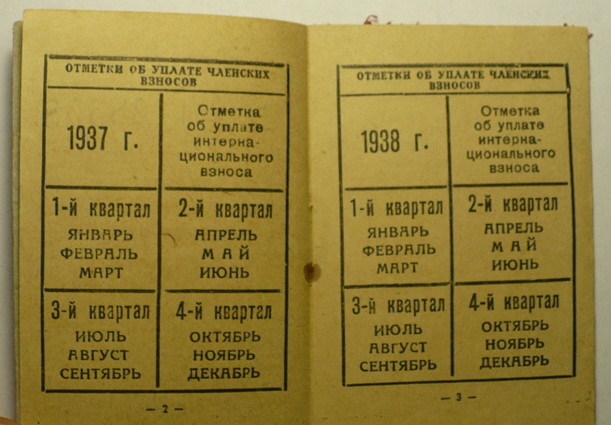 ОТМЕТКИ ОБ УПЛАТЕ ЧЛЕНСКИХ
ВЗНОСОВ
1937 г.
Отметка
об уплате
интерна-
ционального
взноса
1-й квартал
ЯНВАРЬ
ФЕВРАЛЬ
МАРТ
2-й квартал
АПРЕЛЬ
МАЙ
ИЮНЬ
3-й квартал
ИЮЛЬ
АВГУСТ
СЕНТЯБРЬ
4-й квартал
ОКТЯБРЬ
НОЯБРЬ
ДЕКАБРЬ
— 2 —
ОТМЕТКИ ОБ УПЛАТЕ ЧЛЕНСКИХ
ВЗНОСОВ
1938 г.
Отметка
об уплате
интерна-
ционального
взноса
1-й квартал
ЯНВАРЬ
ФЕВРАЛЬ
МАРТ
2-й квартал
АПРЕЛЬ
МАЙ
ИЮНЬ
3-й квартал
ИЮЛЬ
АВГУСТ
СЕНТЯБРЬ
4-й квартал
ОКТЯБРЬ
НОЯБРЬ
ДЕКАБРЬ
— 3 —